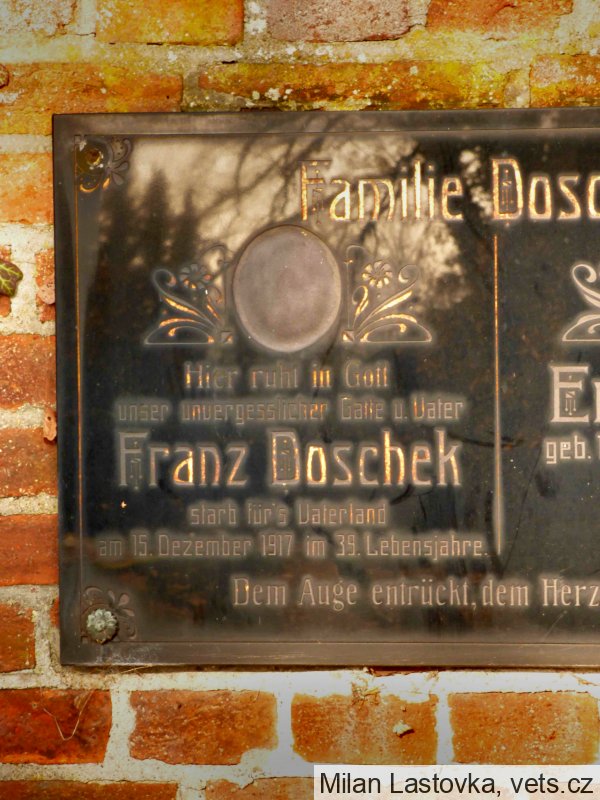 Familie Dosc
Hier ruht in Gott
unser unvergesslicher Gatte u. Vater
Franz Doschek
starb für's Vaterland
am 15. Dezember 1917 im 39. Lebensjahre.
geb.
Dem Auge entrückt, dem Herz
Milan Lastovka, vets.cz